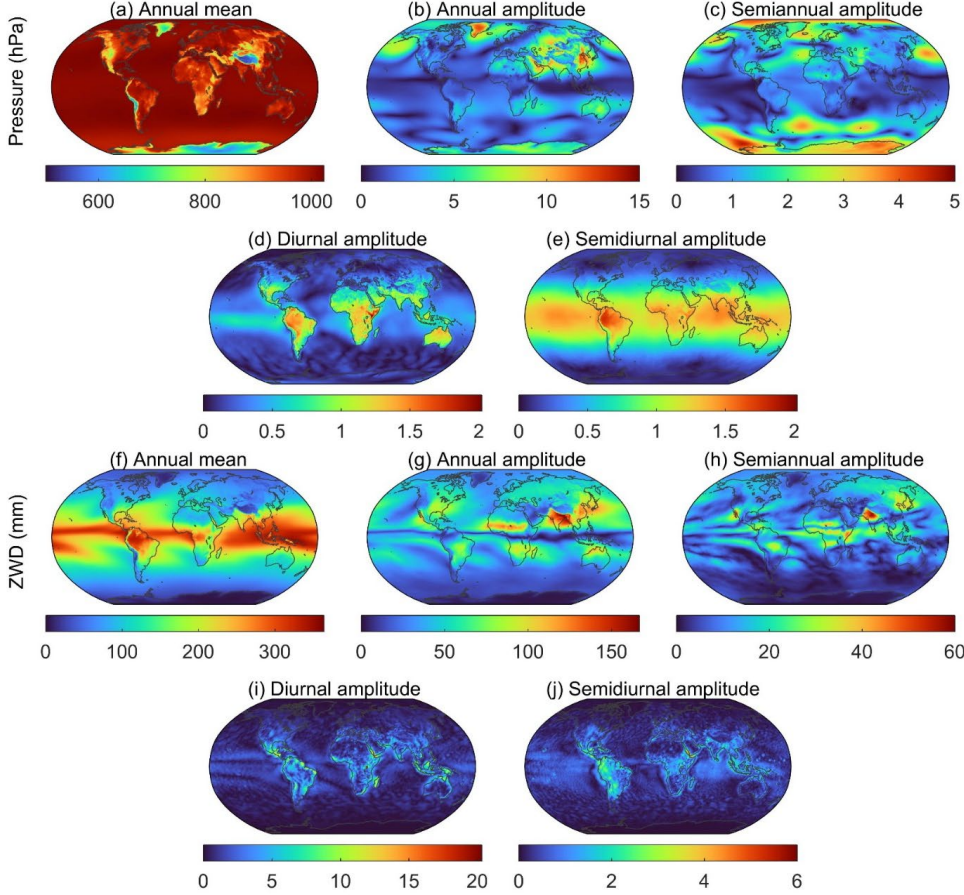 (a) Annual mean
(b) Annual amplitude
(c) Semiannual amplitude
Pressure (hPa)
600 800 1000
0 5 10 15
0 1 2 3 4 5
(d) Diurnal amplitude
(e) Semidiurnal amplitude
0 0.5 1 1.5 2
0 0.5 1 1.5 2
(f) Annual mean
(g) Annual amplitude
(h) Semiannual amplitude
ZWD (mm)
0 100 200 300
0 50 100 150
0 20 40 60
(i) Diurnal amplitude
(j) Semidiurnal amplitude
0 5 10 15 20
0 2 4 6